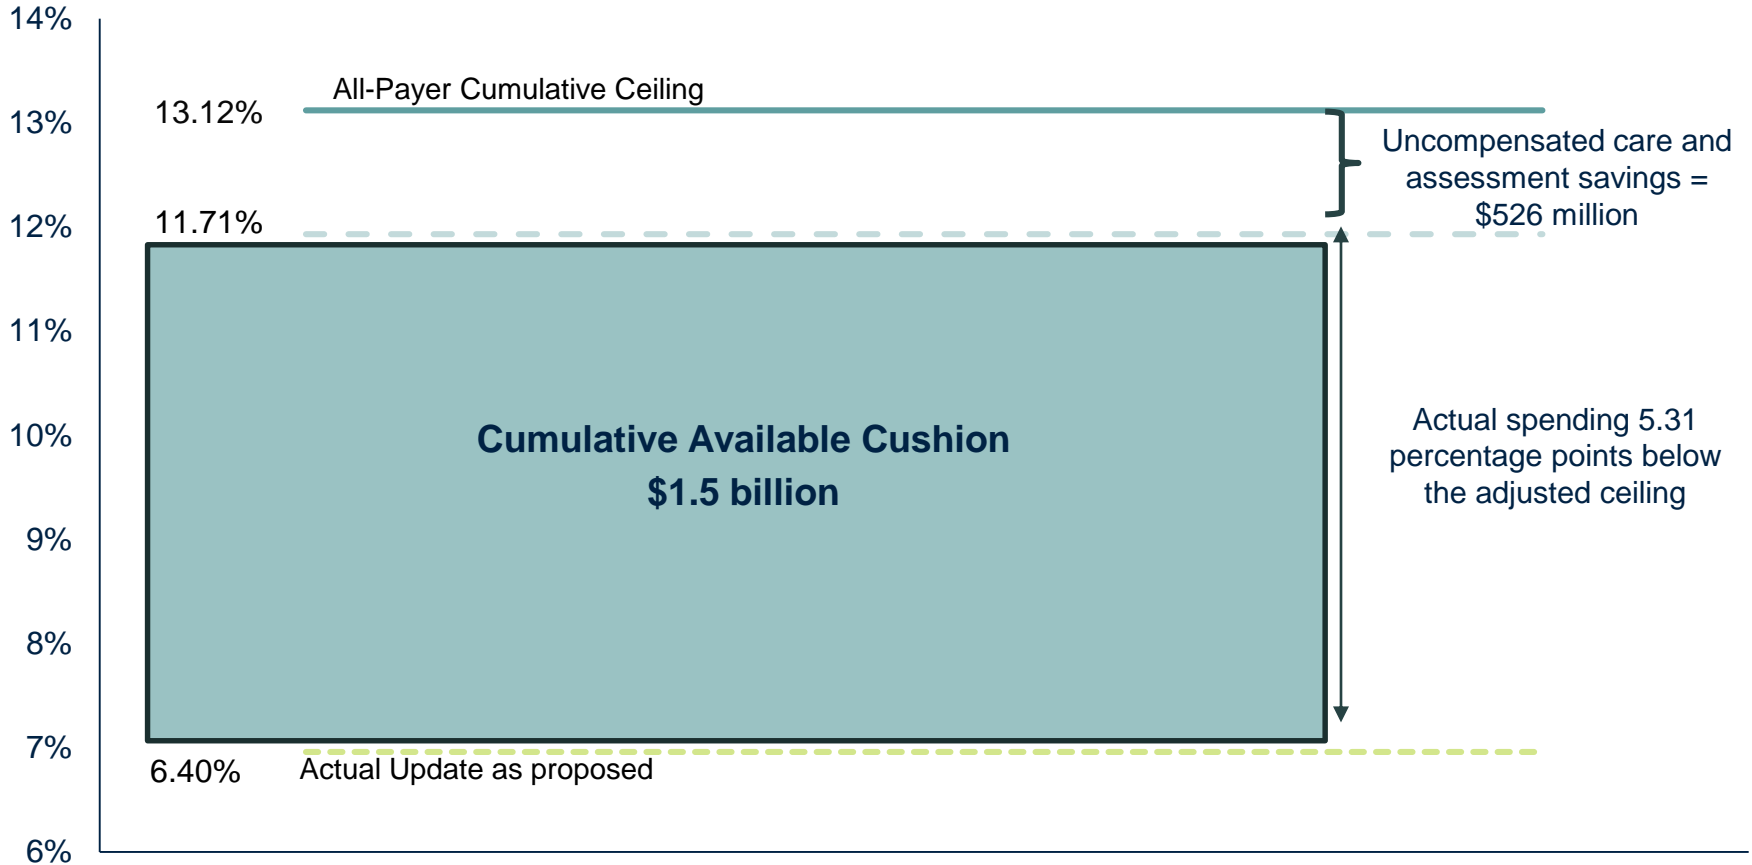 14%
All-Payer Cumulative Ceiling
13.12%
13%
Uncompensated care and
assessment savings =
$526 million
11.71%
12%
11%
Cumulative Available Cushion
$1.5 billion
10%
Actual spending 5.31
percentage points below
the adjusted ceiling
9%
8%
7%
6.40%
Actual Update as proposed
6%